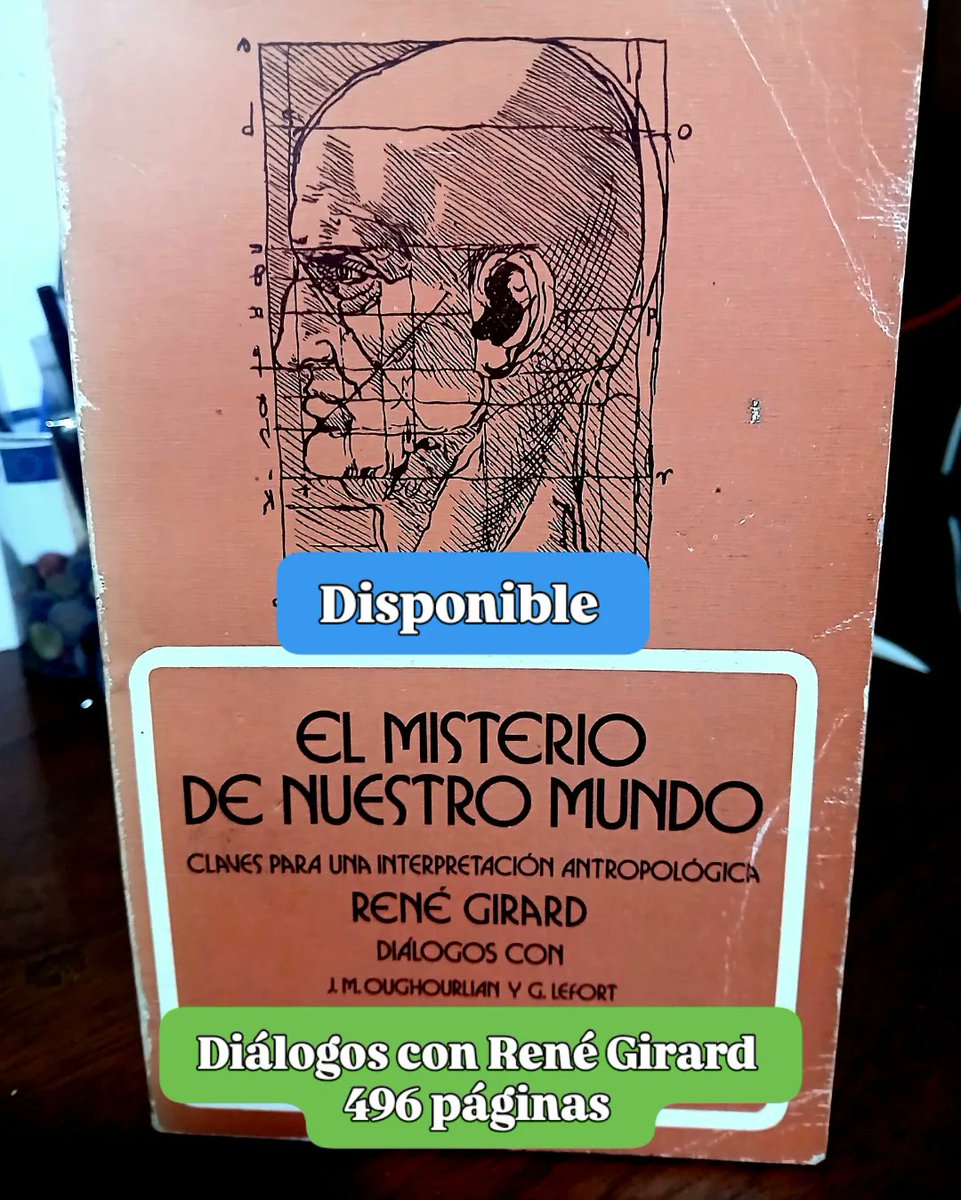 Disponible
EL MISTERIO
DE NUESTRO MUNDO
CLAVES PARA UNA INTERPRETACIÓN ANTROPOLÓGICA
RENÉ GIRARD
DIÁLOGOS CON
J. M. OUGHOURLIAN Y G. LEFORT
Diálogos con René Girard
496 páginas